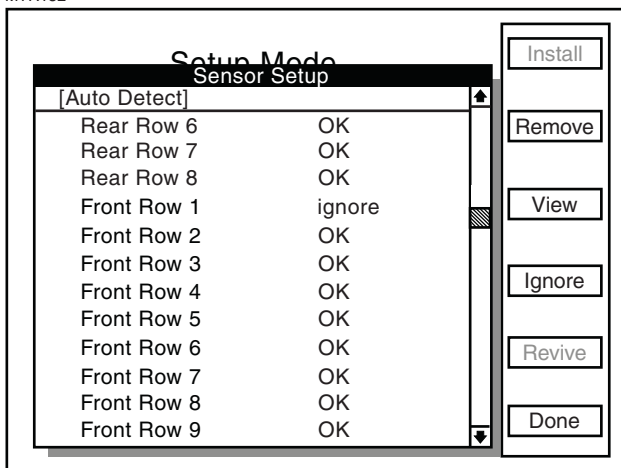 Setup Mode
Sensor Setup
[Auto Detect]
Rear Row 6 OK
Rear Row 7 OK
Rear Row 8 OK
Front Row 1 ignore
Front Row 2 OK
Front Row 3 OK
Front Row 4 OK
Front Row 5 OK
Front Row 6 OK
Front Row 7 OK
Front Row 8 OK
Front Row 9 OK
Install
Remove
View
Ignore
Revive
Done